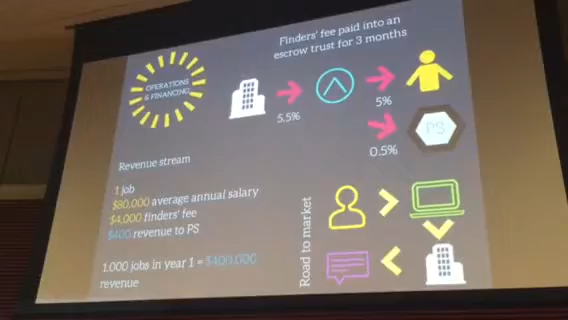 Finders' fee paid into an
escrow trust for 3 months
OPERATIONS
& FINANCING
5.5%
5%
0.5%
PS
Revenue stream
1 job
$80,000 average annual salary
$4,000 finders' fee
$400 revenue to PS
1.000 jobs in year 1 = $400.000
revenue
Road to market